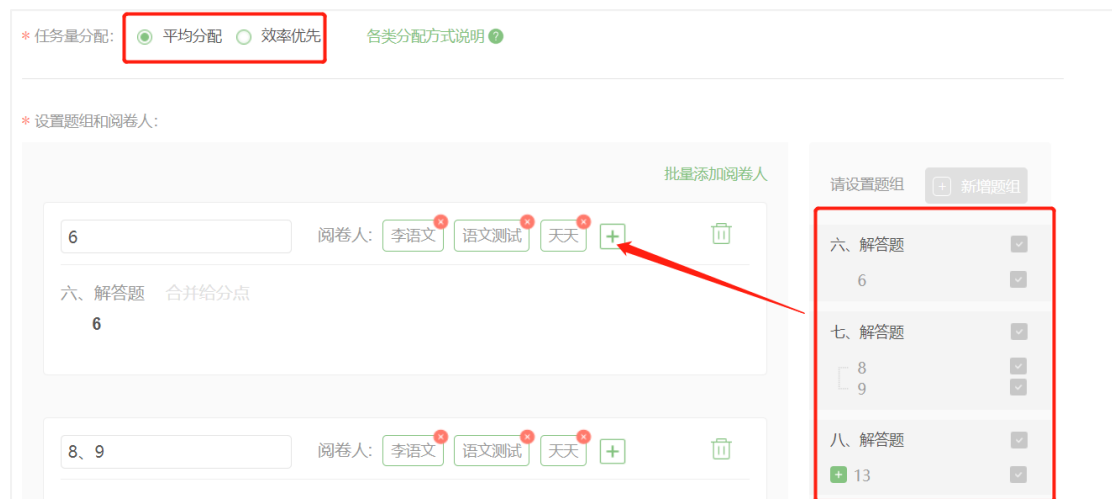 * 任务量分配: 平均分配 效率优先 各类分配方式说明 ?
* 设置题组和阅卷人:
批量添加阅卷人
6 阅卷人: 李语文 语文测试 天天
六、解答题 合并给分点
6
8、9 阅卷人: 李语文 语文测试 天天
请设置题组 新增题组
六、解答题
6
七、解答题
8
9
八、解答题
13